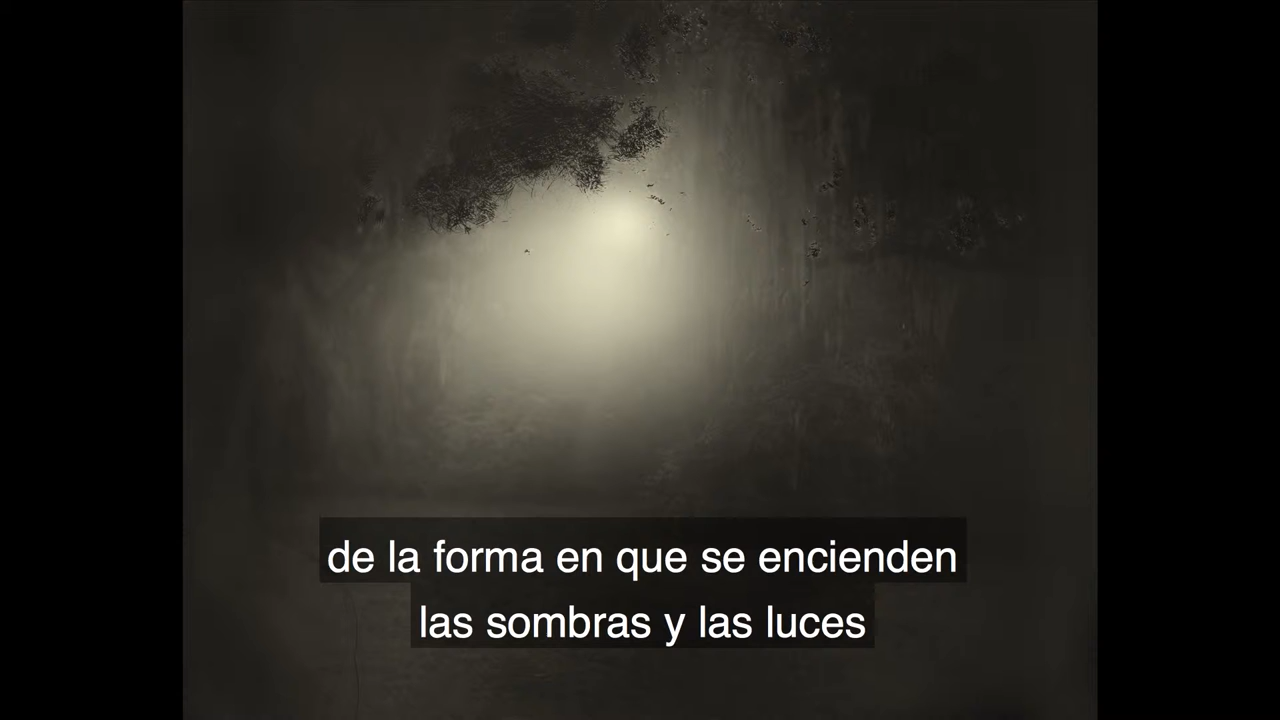 de la forma en que se encienden
las sombras y las luces